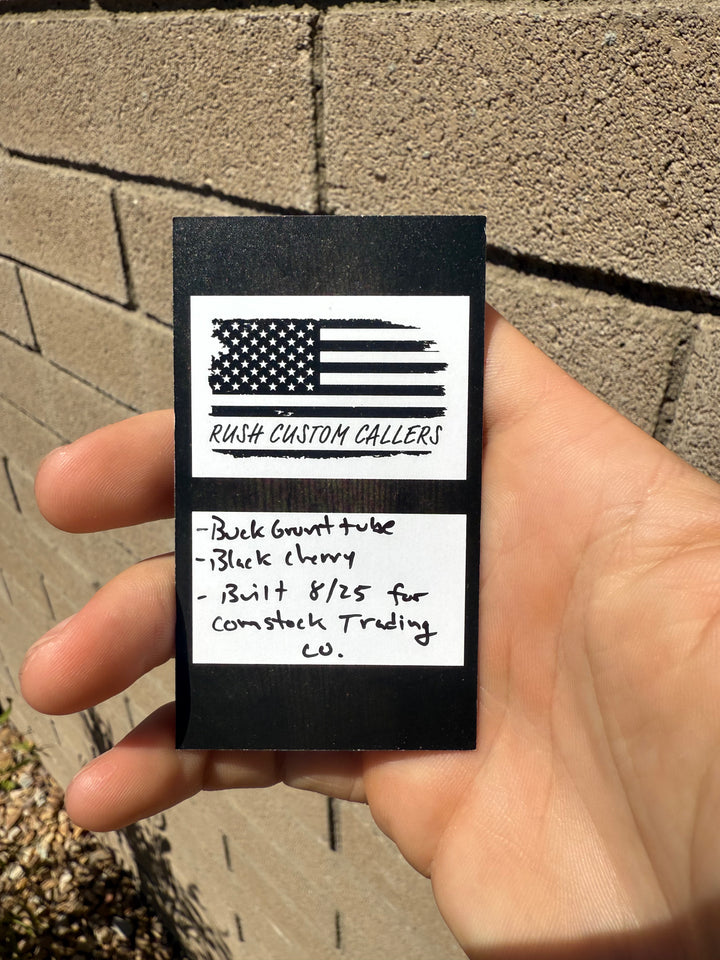 RUSH CUSTOM CALLERS
-Buck Grunt tube
-Black cherry
- Built 8/25 for
comstock Trading
co.